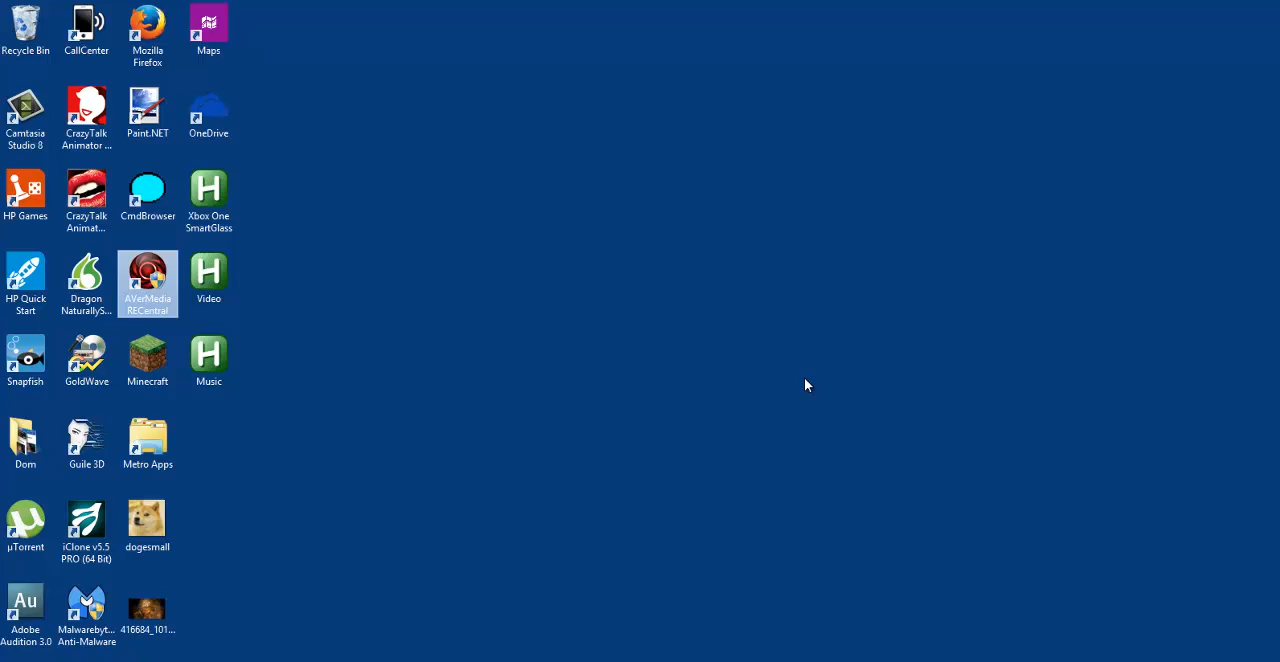 Recycle Bin
CallCenter
Mozilla
Firefox
Maps
Camtasia
Studio 8
CrazyTalk
Animator ...
Paint.NET
OneDrive
HP Games
CrazyTalk
Animat...
CmdBrowser
Xbox One
SmartGlass
HP Quick
Start
Dragon
NaturallyS...
AVerMedia
RECentral
Video
Snapfish
GoldWave
Minecraft
Music
Dom
Guile 3D
Metro Apps
µTorrent
iClone v5.5
PRO (64 Bit)
dogesmall
Au
Adobe
Audition 3.0
Malwarebyt...
Anti-Malware
416684_101...